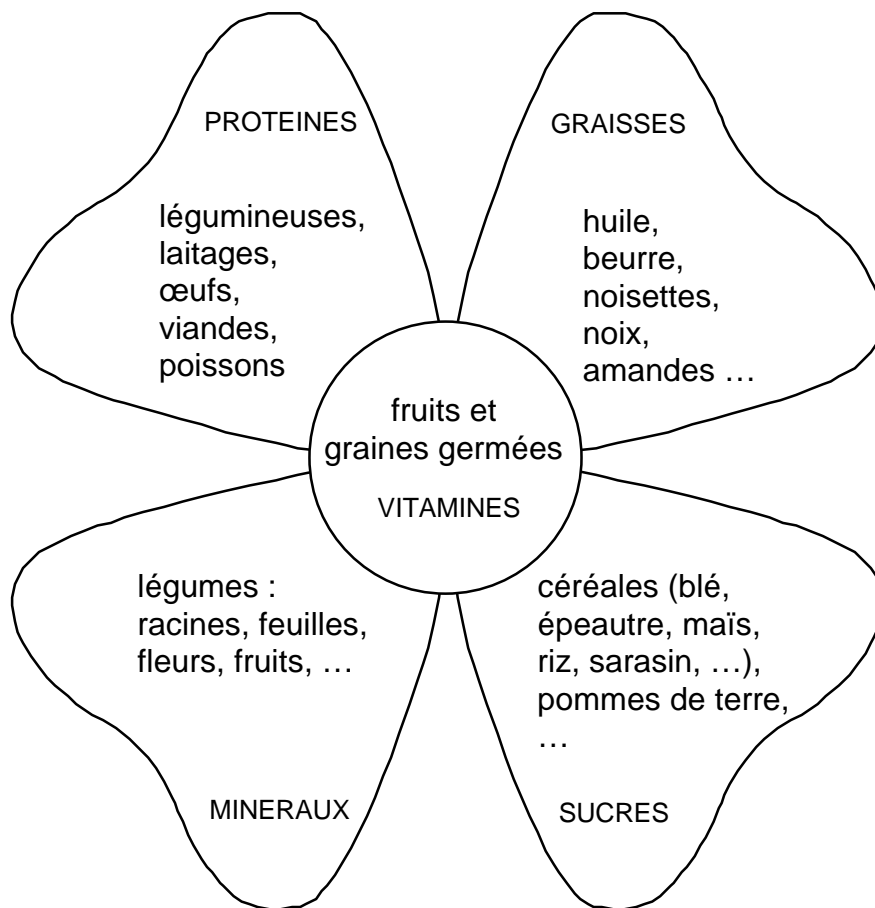 PROTEINES
légumineuses,
laitages,
œufs,
viandes,
poissons
GRAISSES
huile,
beurre,
noisettes,
noix,
amandes …
fruits et
graines germées
VITAMINES
légumes :
racines, feuilles,
fleurs, fruits, …
MINERAUX
céréales (blé,
épeautre, maïs,
riz, sarasin, …),
pommes de terre,
…
SUCRES